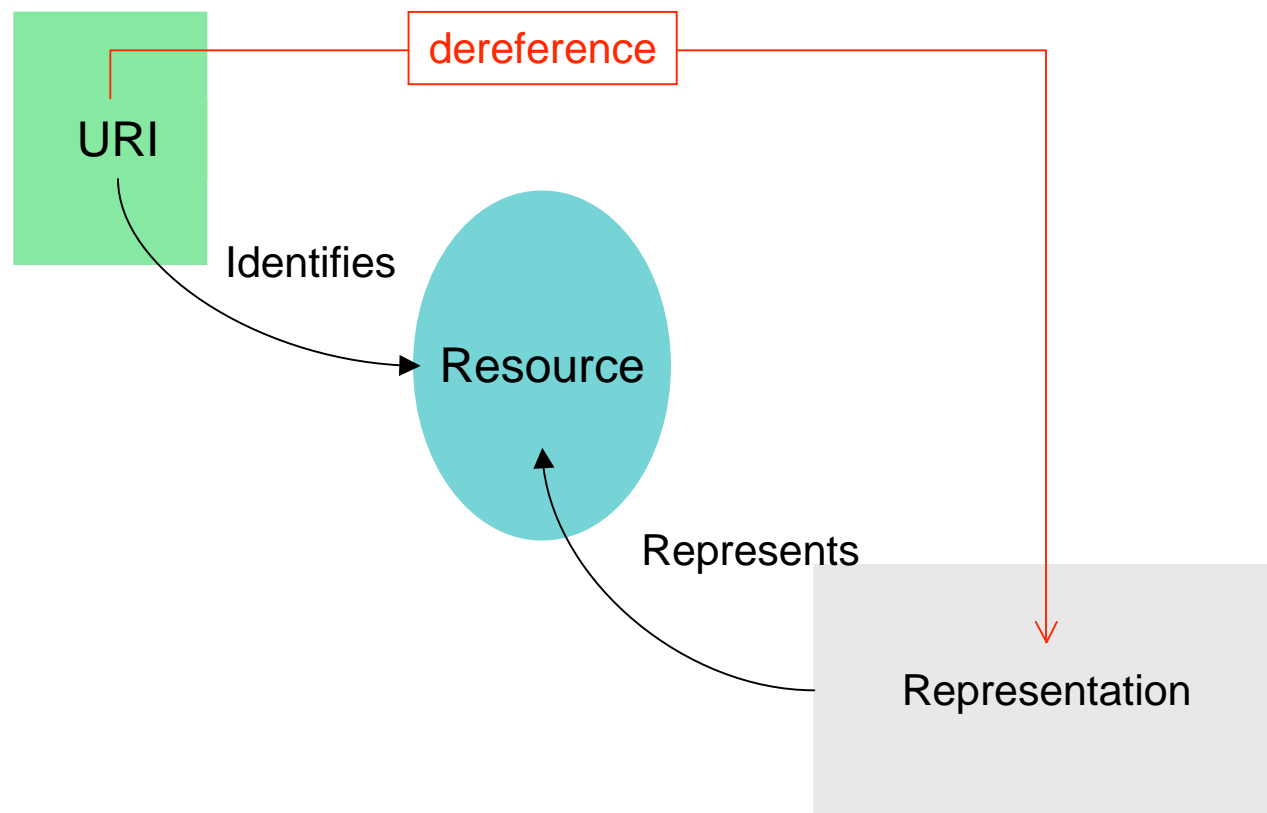 dereference
URI
Identifies
Resource
Represents
Representation